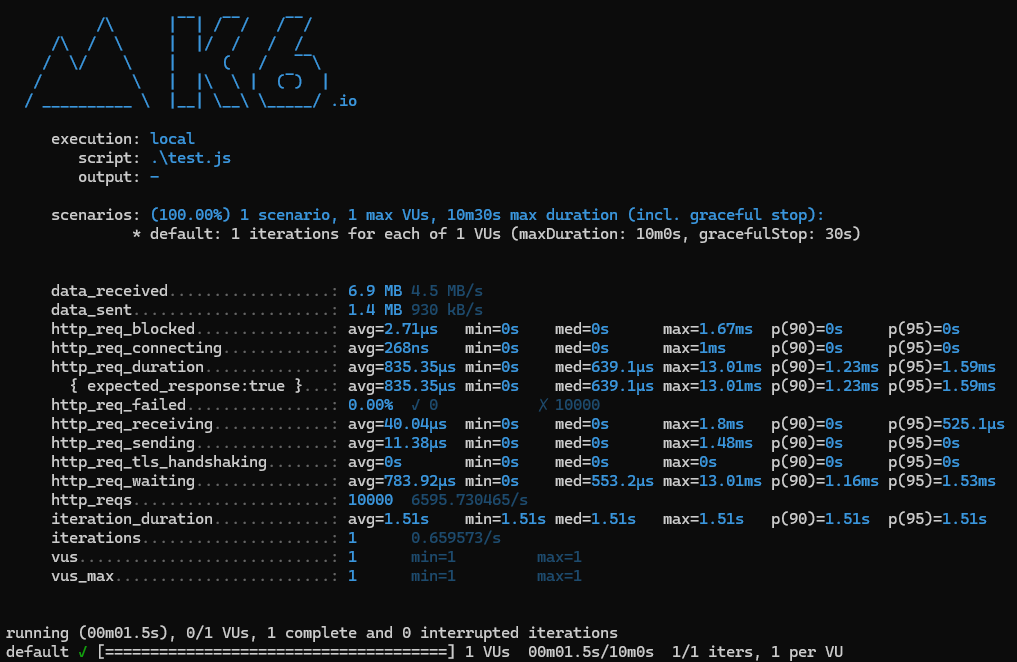 /\      |‾‾| /‾‾/   /‾‾/
     /\  /  \     |  |/  /   /  /
    /  \/    \    |     (   /   ‾‾\
   /          \   |  |\  \ |  (‾)  |
  / __________ \  |__| \__\ \_____/ .io
     execution: local
        script: .\test.js
        output: -
     scenarios: (100.00%) 1 scenario, 1 max VUs, 10m30s max duration (incl. graceful stop):
              * default: 1 iterations for each of 1 VUs (maxDuration: 10m0s, gracefulStop: 30s)
     data_received..................: 6.9 MB 4.5 MB/s
     data_sent......................: 1.4 MB 930 kB/s
     http_req_blocked...............: avg=2.71µs   min=0s    med=0s      max=1.67ms  p(90)=0s     p(95)=0s
     http_req_connecting............: avg=268ns    min=0s    med=0s      max=1ms     p(90)=0s     p(95)=0s
     http_req_duration..............: avg=835.35µs min=0s    med=639.1µs max=13.01ms p(90)=1.23ms p(95)=1.59ms
       { expected_response:true }...: avg=835.35µs min=0s    med=639.1µs max=13.01ms p(90)=1.23ms p(95)=1.59ms
     http_req_failed................: 0.00%  ✓ 0           ✗ 10000
     http_req_receiving.............: avg=40.04µs  min=0s    med=0s      max=1.8ms   p(90)=0s     p(95)=525.1µs
     http_req_sending...............: avg=11.38µs  min=0s    med=0s      max=1.48ms  p(90)=0s     p(95)=0s
     http_req_tls_handshaking.......: avg=0s       min=0s    med=0s      max=0s      p(90)=0s     p(95)=0s
     http_req_waiting...............: avg=783.92µs min=0s    med=553.2µs max=13.01ms p(90)=1.16ms p(95)=1.53ms
     http_reqs......................: 10000  6595.730465/s
     iteration_duration.............: avg=1.51s    min=1.51s med=1.51s   max=1.51s   p(90)=1.51s  p(95)=1.51s
     iterations.....................: 1      0.659573/s
     vus............................: 1      min=1         max=1
     vus_max........................: 1      min=1         max=1
running (00m01.5s), 0/1 VUs, 1 complete and 0 interrupted iterations
default ✓ [======================================] 1 VUs  00m01.5s/10m0s  1/1 iters, 1 per VU